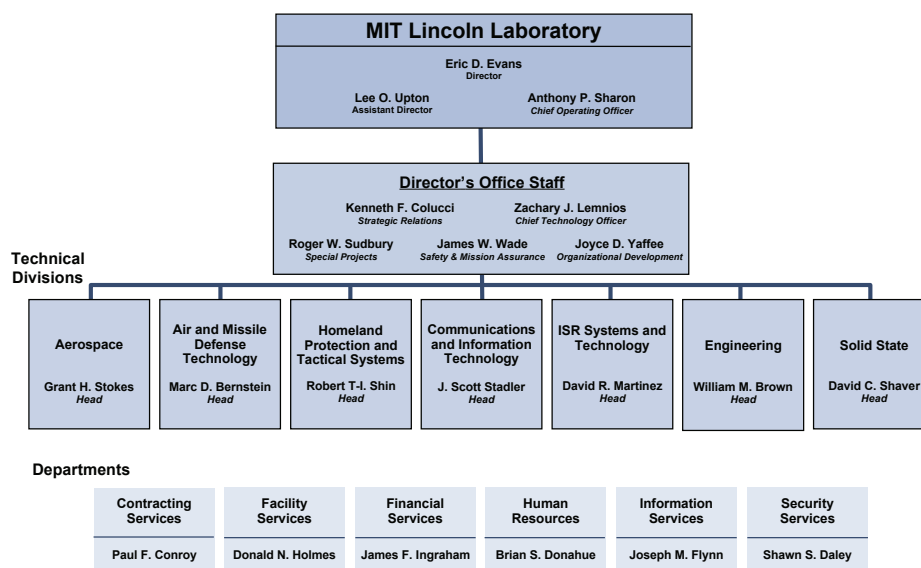 MIT Lincoln Laboratory
Eric D. Evans
Director
Lee O. Upton
Assistant Director
Anthony P. Sharon
Chief Operating Officer
Director's Office Staff
Kenneth F. Colucci
Strategic Relations
Zachary J. Lemnios
Chief Technology Officer
Roger W. Sudbury
Special Projects
James W. Wade
Safety & Mission Assurance
Joyce D. Yaffee
Organizational Development
Technical
Divisions
Aerospace
Grant H. Stokes
Head
Air and Missile
Defense
Technology
Marc D. Bernstein
Head
Homeland
Protection and
Tactical Systems
Robert T-I. Shin
Head
Communications
and Information
Technology
J. Scott Stadler
Head
ISR Systems and
Technology
David R. Martinez
Head
Engineering
William M. Brown
Head
Solid State
David C. Shaver
Head
Departments
Contracting
Services
Paul F. Conroy
Facility
Services
Donald N. Holmes
Financial
Services
James F. Ingraham
Human
Resources
Brian S. Donahue
Information
Services
Joseph M. Flynn
Security
Services
Shawn S. Daley